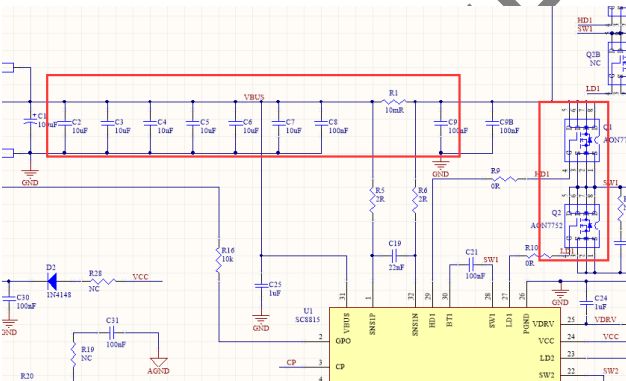 HD1
SW1
Q2B
NC
LD1
VBUS
R1
10mR
C1
C2
10uF
C3
10uF
C4
10uF
C5
10uF
C6
10uF
C7
10uF
C8
100nF
C9
100nF
C9B
100nF
Q1
GND
GND
R9
0R
HD1
SW1
R5
2R
R6
2R
Q2
AON7752
R16
10k
C19
22nF
C21
100nF
SW1
R10
0R
LD1
D2
1N4148
R28
NC
VCC
C25
1uF
GND
GND
C24
1uF
C30
100nF
GND
U1
SC8815
31
1
32
29
30
28
27
26
VBUS
SNS1P
SNS1N
HD1
BT1
SW1
LD1
PGND
C31
100nF
R19
NC
AGND
R20
2
GPO
CP
3
CP
VDRV
25
VDRV
VCC
24
VCC
LD2
23
SW2
22
SW2